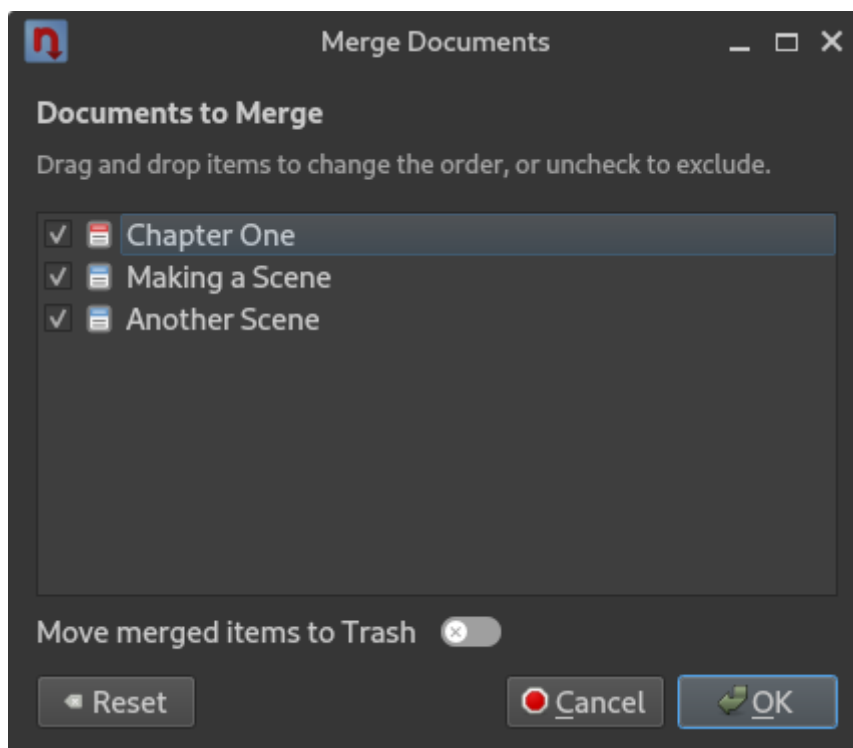 Merge Documents
Documents to Merge
Drag and drop items to change the order, or uncheck to exclude.
Chapter One
Making a Scene
Another Scene
Move merged items to Trash
Reset
Cancel
OK